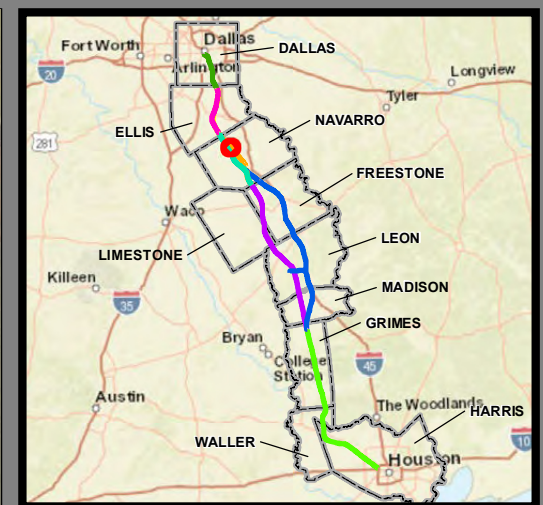 Fort Worth
Dallas
DALLAS
Arlington
20
Longview
Tyler
ELLIS
NAVARRO
281
FREESTONE
Waco
LEON
LIMESTONE
Killeen
MADISON
35
GRIMES
Bryan
College
Station
45
Austin
The Woodlands
HARRIS
WALLER
10
Houston